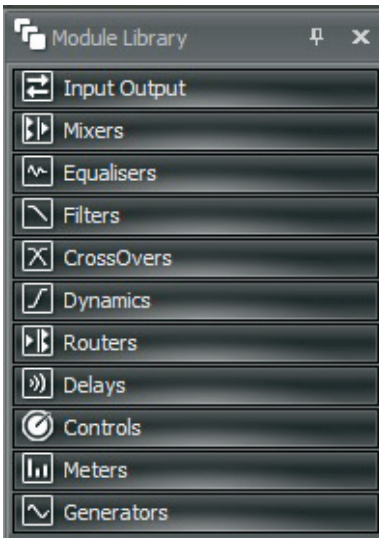 Module Library
Input Output
Mixers
Equalisers
Filters
CrossOvers
Dynamics
Routers
Delays
Controls
Meters
Generators